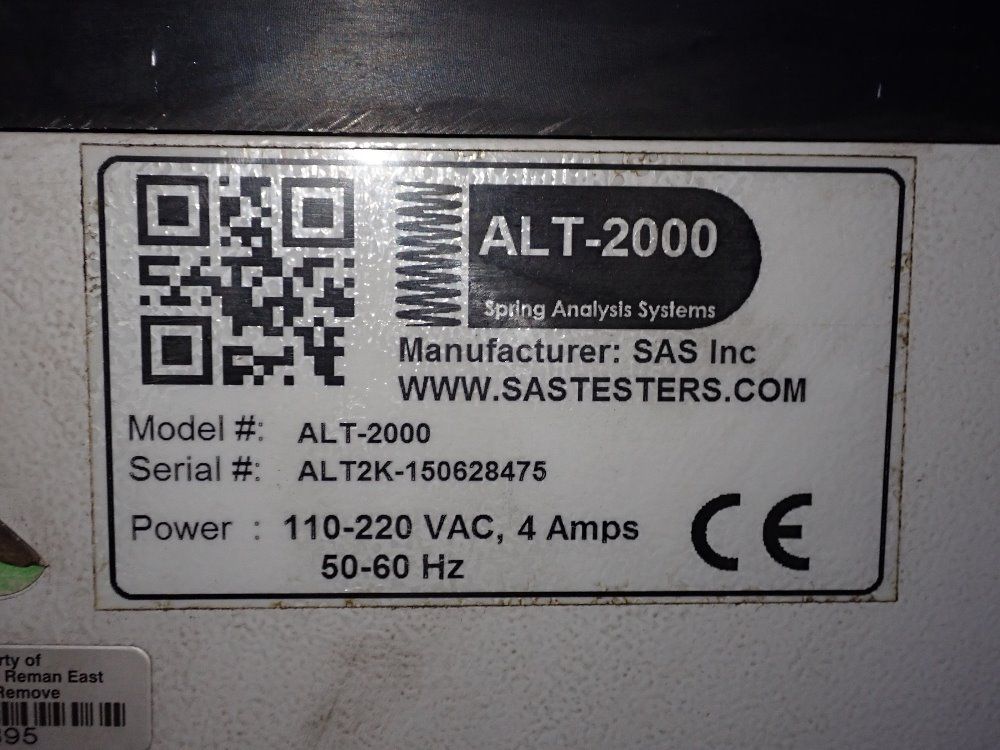 ALT-2000
Spring Analysis Systems
Manufacturer: SAS Inc
WWW.SASTESTERS.COM
Model #: ALT-2000
Serial #: ALT2K-150628475
Power : 110-220 VAC, 4 Amps
50-60 Hz
CE
rty of
Reman East
Remove
95